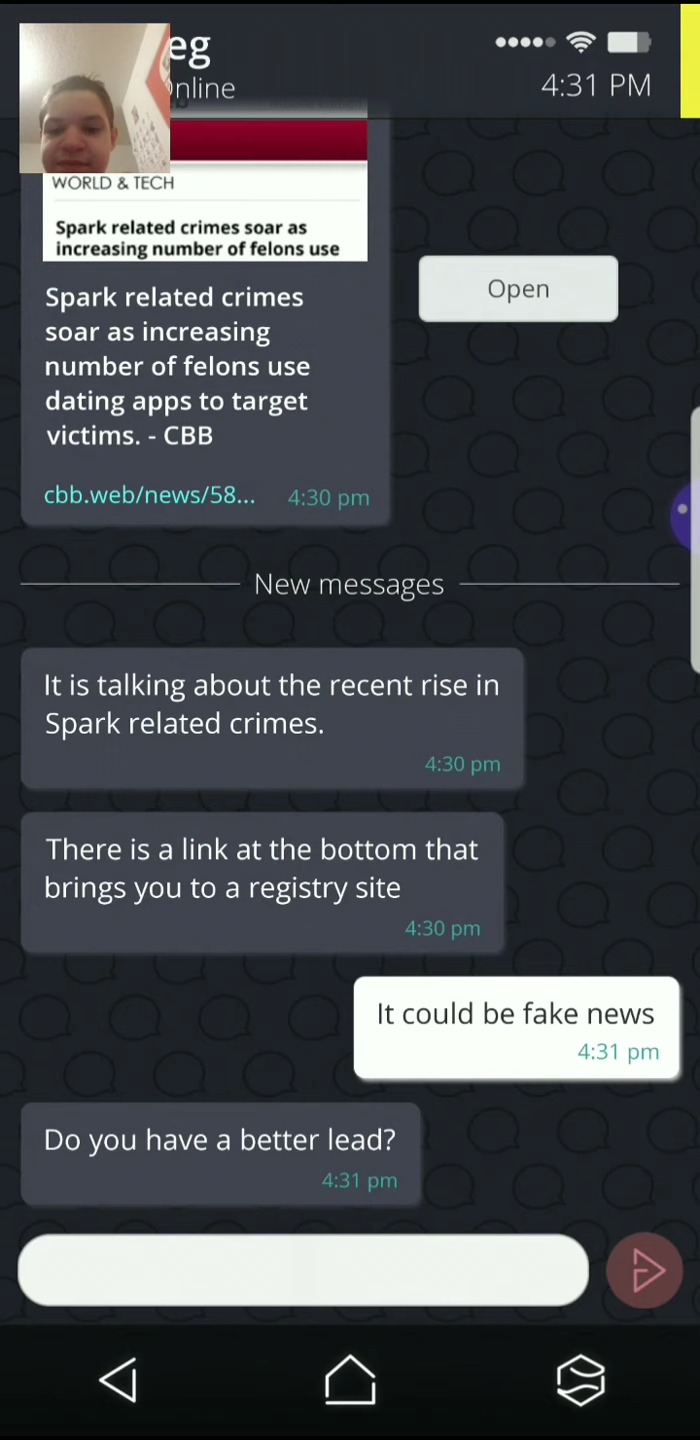 eg
nline
4:31 PM
WORLD & TECH
Spark related crimes soar as
increasing number of felons use
Open
Spark related crimes
soar as increasing
number of felons use
dating apps to target
victims. - CBB
cbb.web/news/58...
4:30 pm
New messages
It is talking about the recent rise in
Spark related crimes.
4:30 pm
There is a link at the bottom that
brings you to a registry site
4:30 pm
It could be fake news
4:31 pm
Do you have a better lead?
4:31 pm